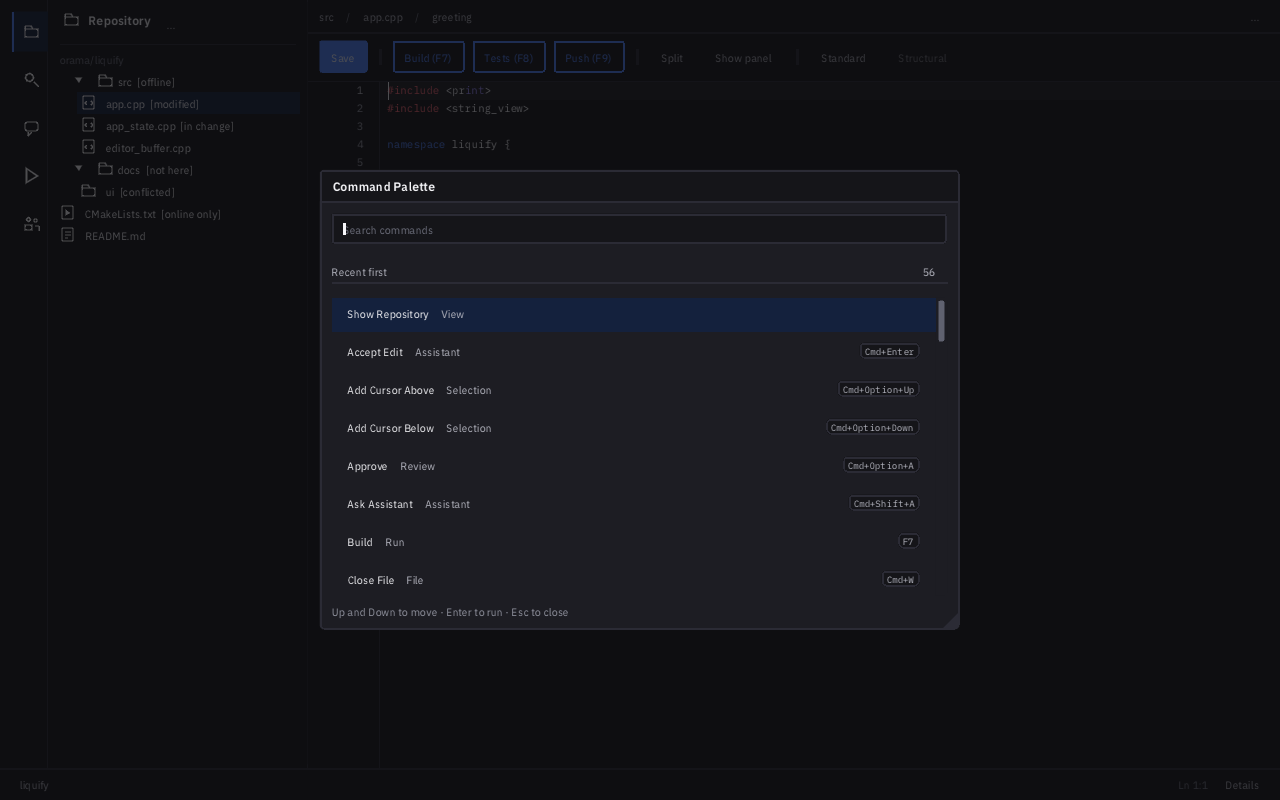 Repository
...
src / app.cpp / greeting
...
orama/liquify
Save
Build (F7)
Tests (F8)
Push (F9)
Split
Show panel
Standard
Structural
src [offline]
app.cpp [modified]
app_state.cpp [in change]
editor_buffer.cpp
docs [not here]
ui [conflicted]
CMakeLists.txt [online only]
README.md
1 #include <print>
2 #include <string_view>
3
4 namespace liquify {
5
Command Palette
Search commands
Recent first 56
Show Repository View
Accept Edit Assistant Cmd+Enter
Add Cursor Above Selection Cmd+Option+Up
Add Cursor Below Selection Cmd+Option+Down
Approve Review Cmd+Option+A
Ask Assistant Assistant Cmd+Shift+A
Build Run F7
Close File File Cmd+W
Up and Down to move · Enter to run · Esc to close
liquify
Ln 1.1
Details